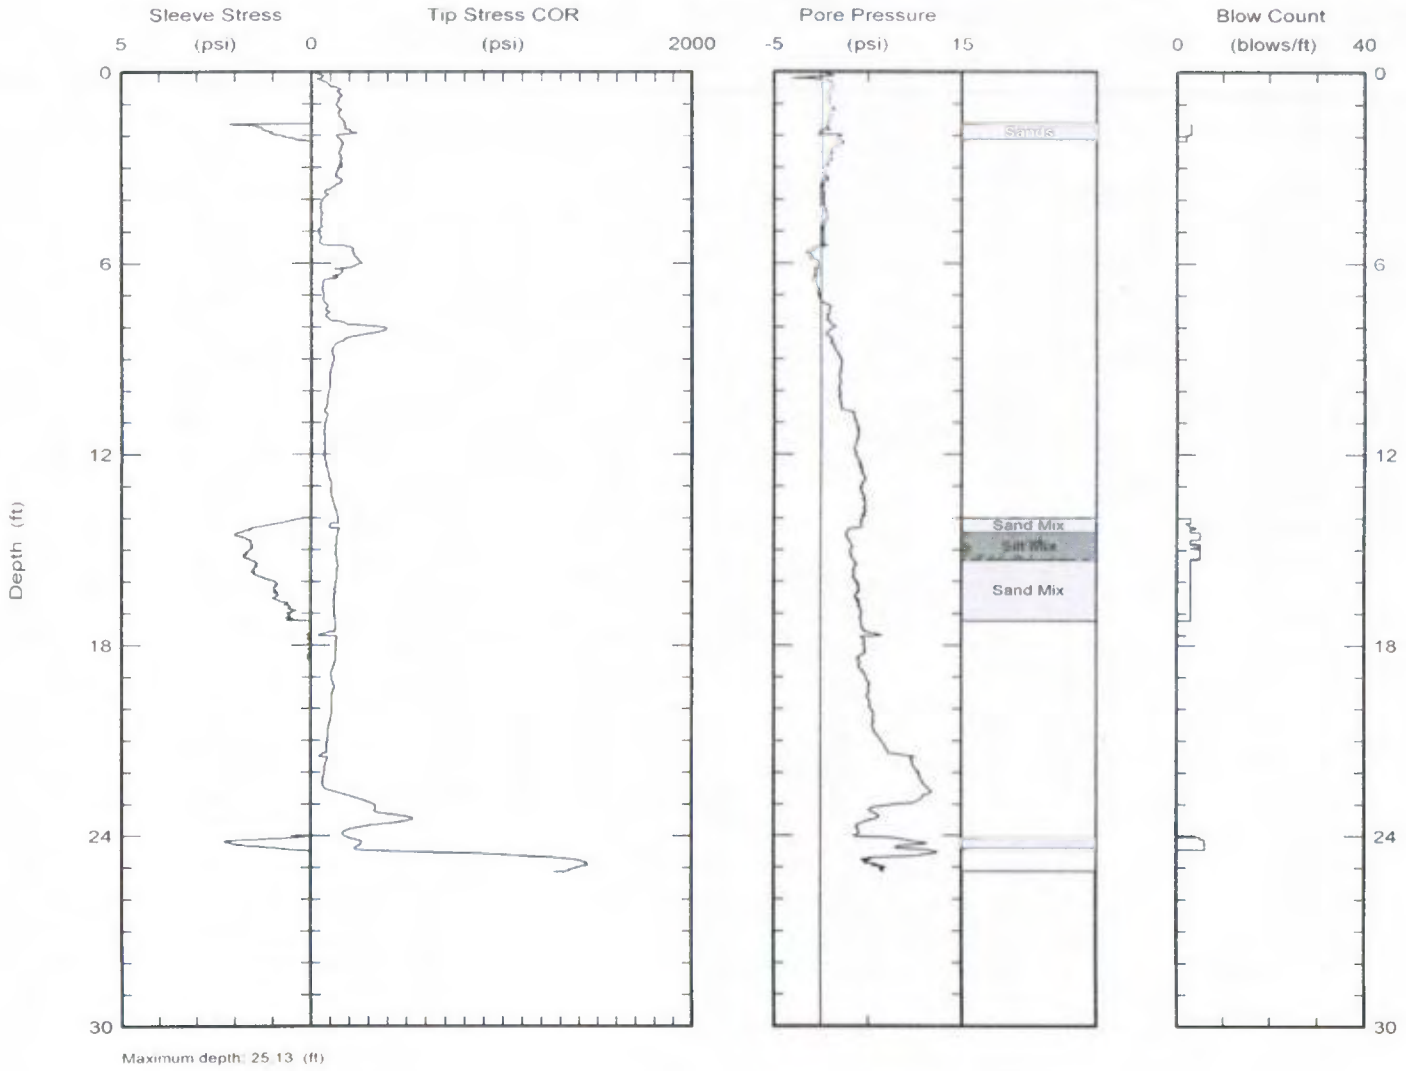 Sleeve Stress Tip Stress COR Pore Pressure Blow Count
5 (psi) 0 (psi) 2000 -5 (psi) 15 0 (blows/ft) 40
0 0
Sands
6 6
12 12
Sand Mix
Silt Mix
Depth (ft)
Sand Mix
18 18
24 24
30 30
Maximum depth: 25.13 (ft)